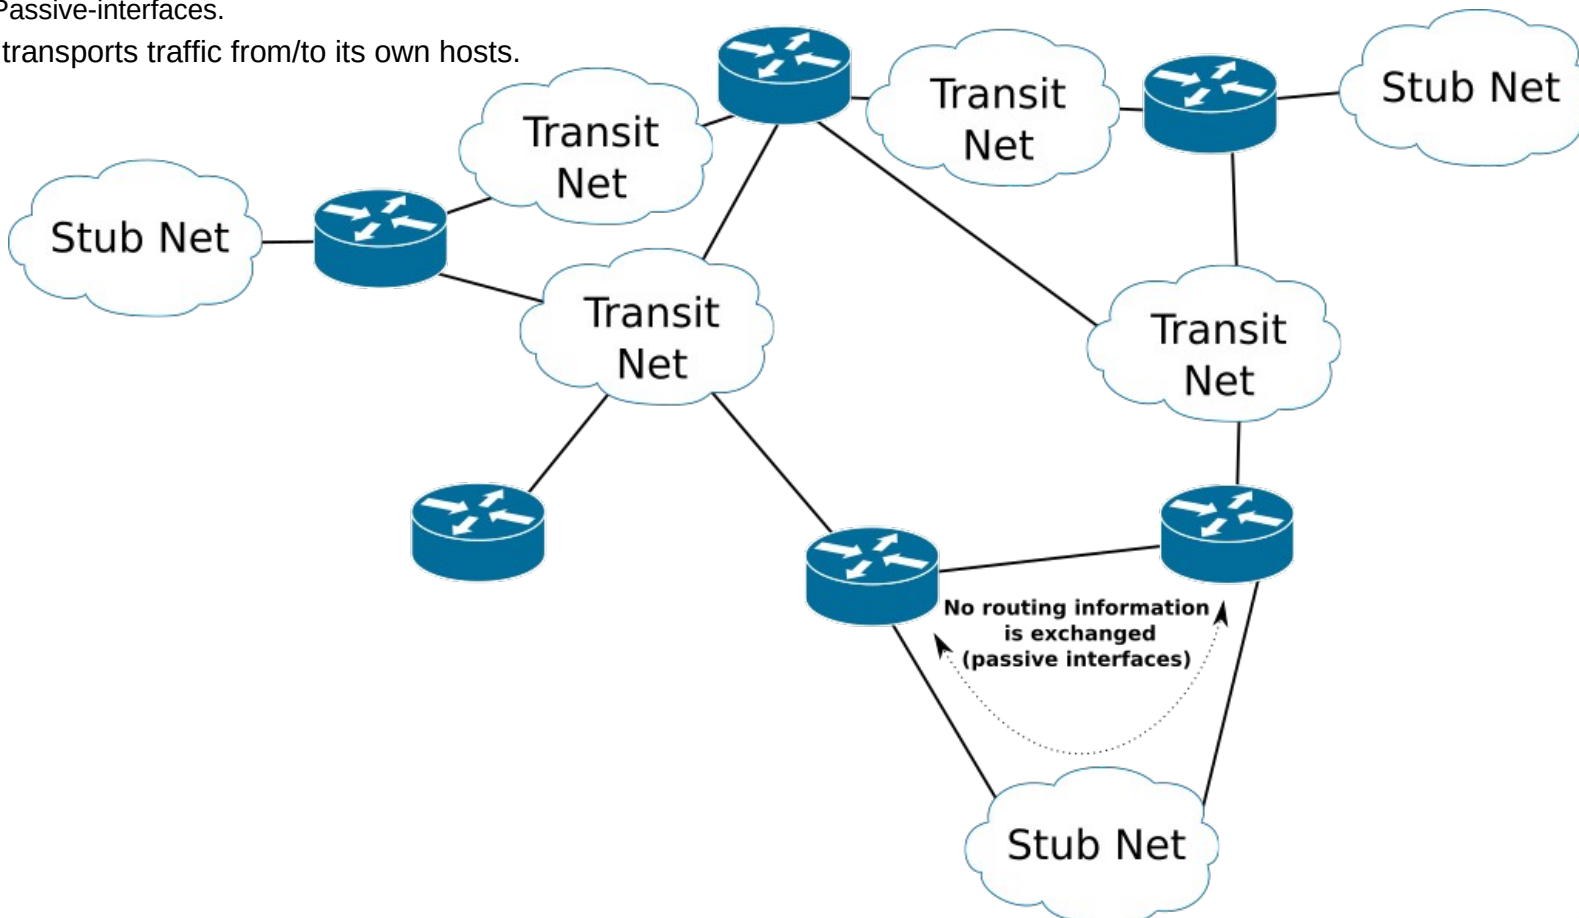 Passive-interfaces.
transports traffic from/to its own hosts.
Stub Net
Transit
Net
Transit
Net
Stub Net
Transit
Net
Transit
Net
No routing information
is exchanged
(passive interfaces)
Stub Net